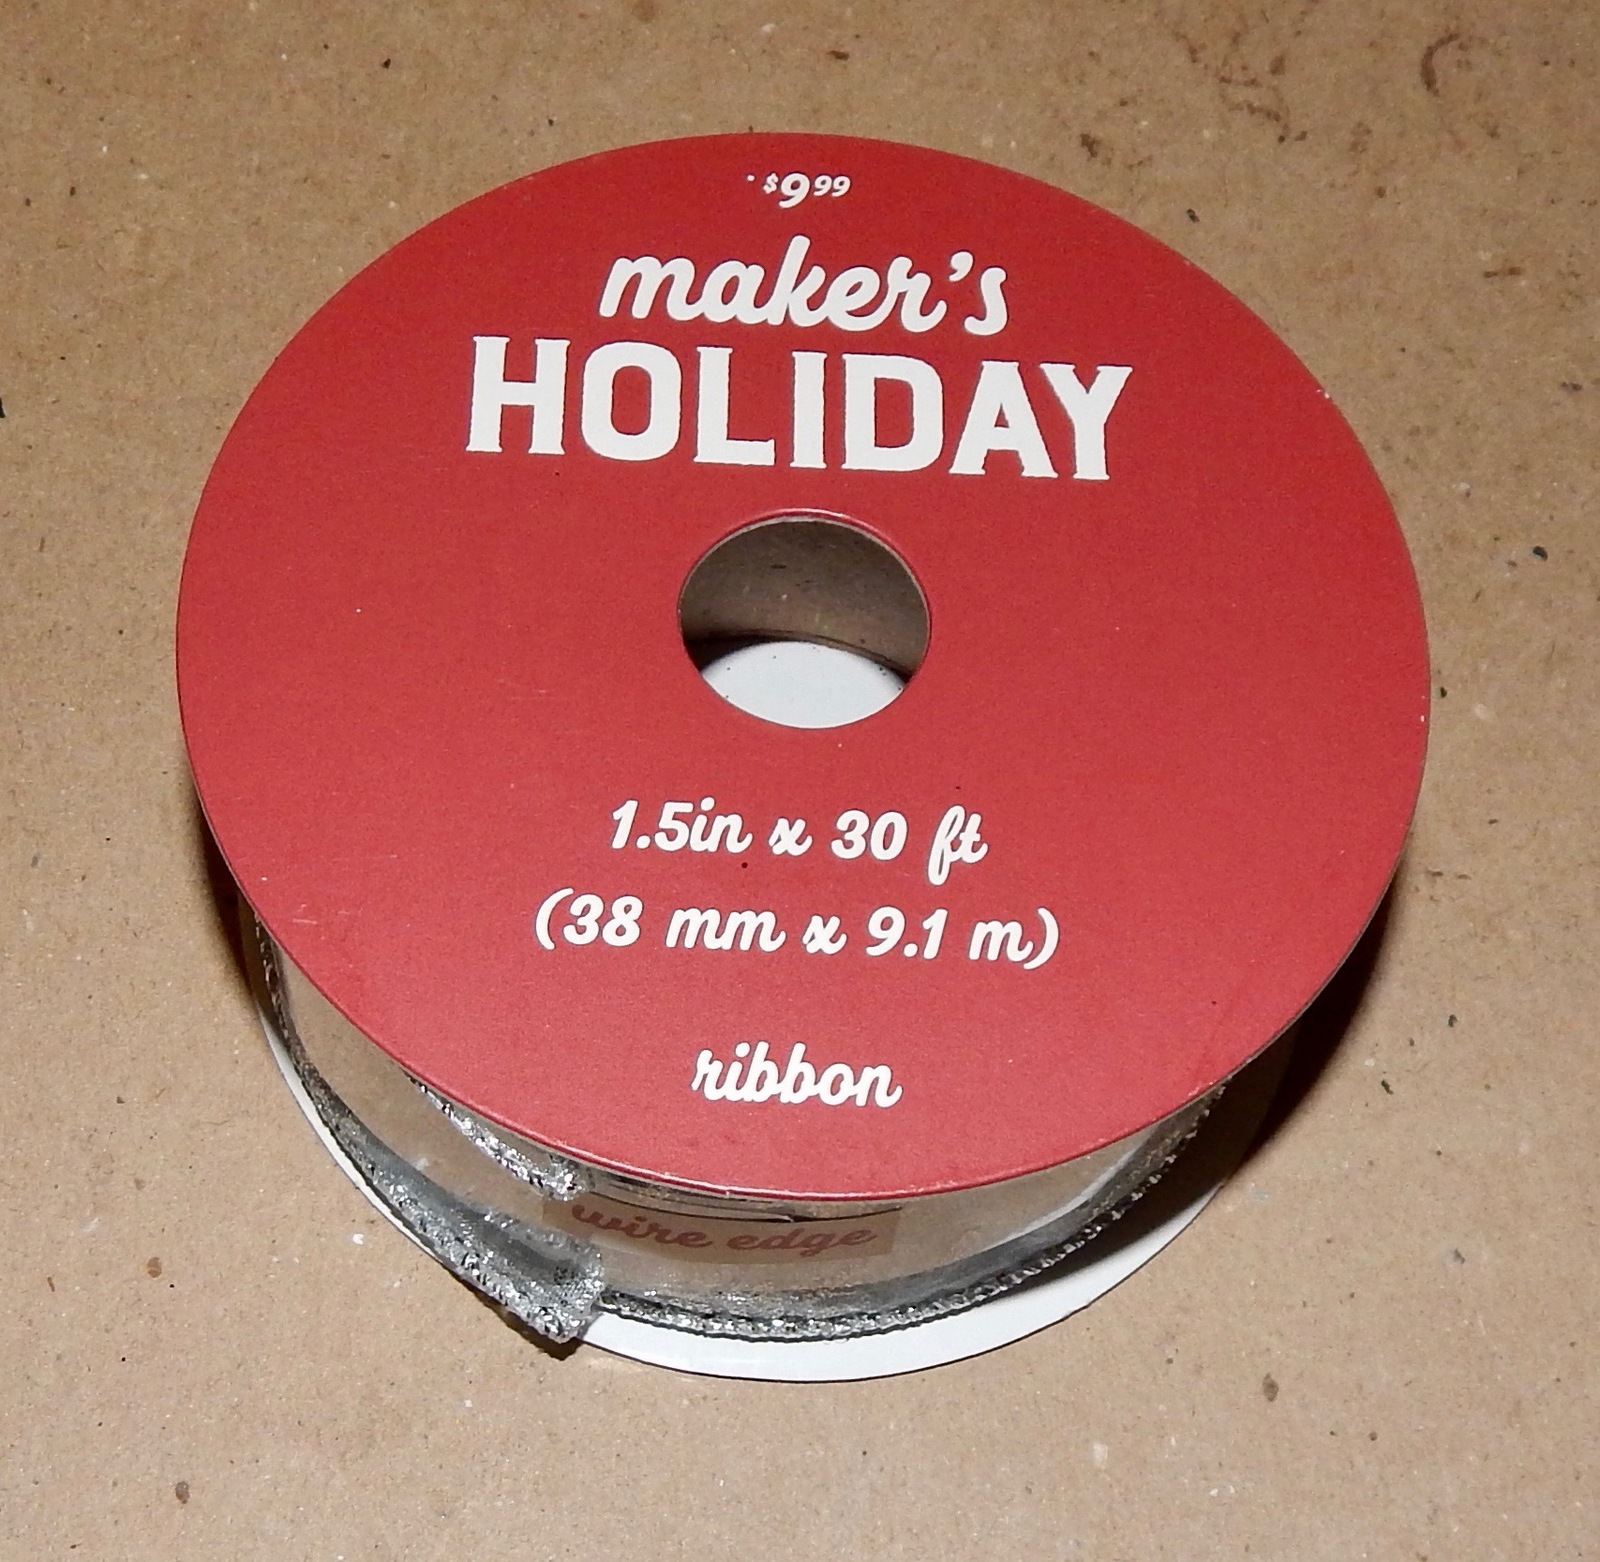 $9.99
maker's
HOLIDAY
1.5in x 30 ft
(38 mm x 9.1 m)
ribbon
wire edge